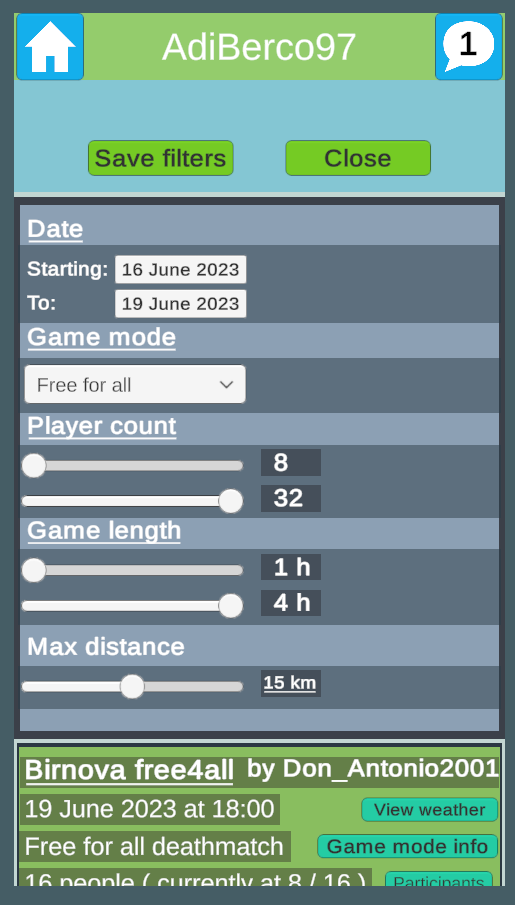 AdiBerco97
1
Save filters
Close
Date
Starting: 16 June 2023
To: 19 June 2023
Game mode
Free for all
Player count
8
32
Game length
1 h
4 h
Max distance
15 km
Birnova free4all by Don_Antonio2001
19 June 2023 at 18:00
View weather
Free for all deathmatch
Game mode info
16 people ( currently at 8 / 16 )
Participants